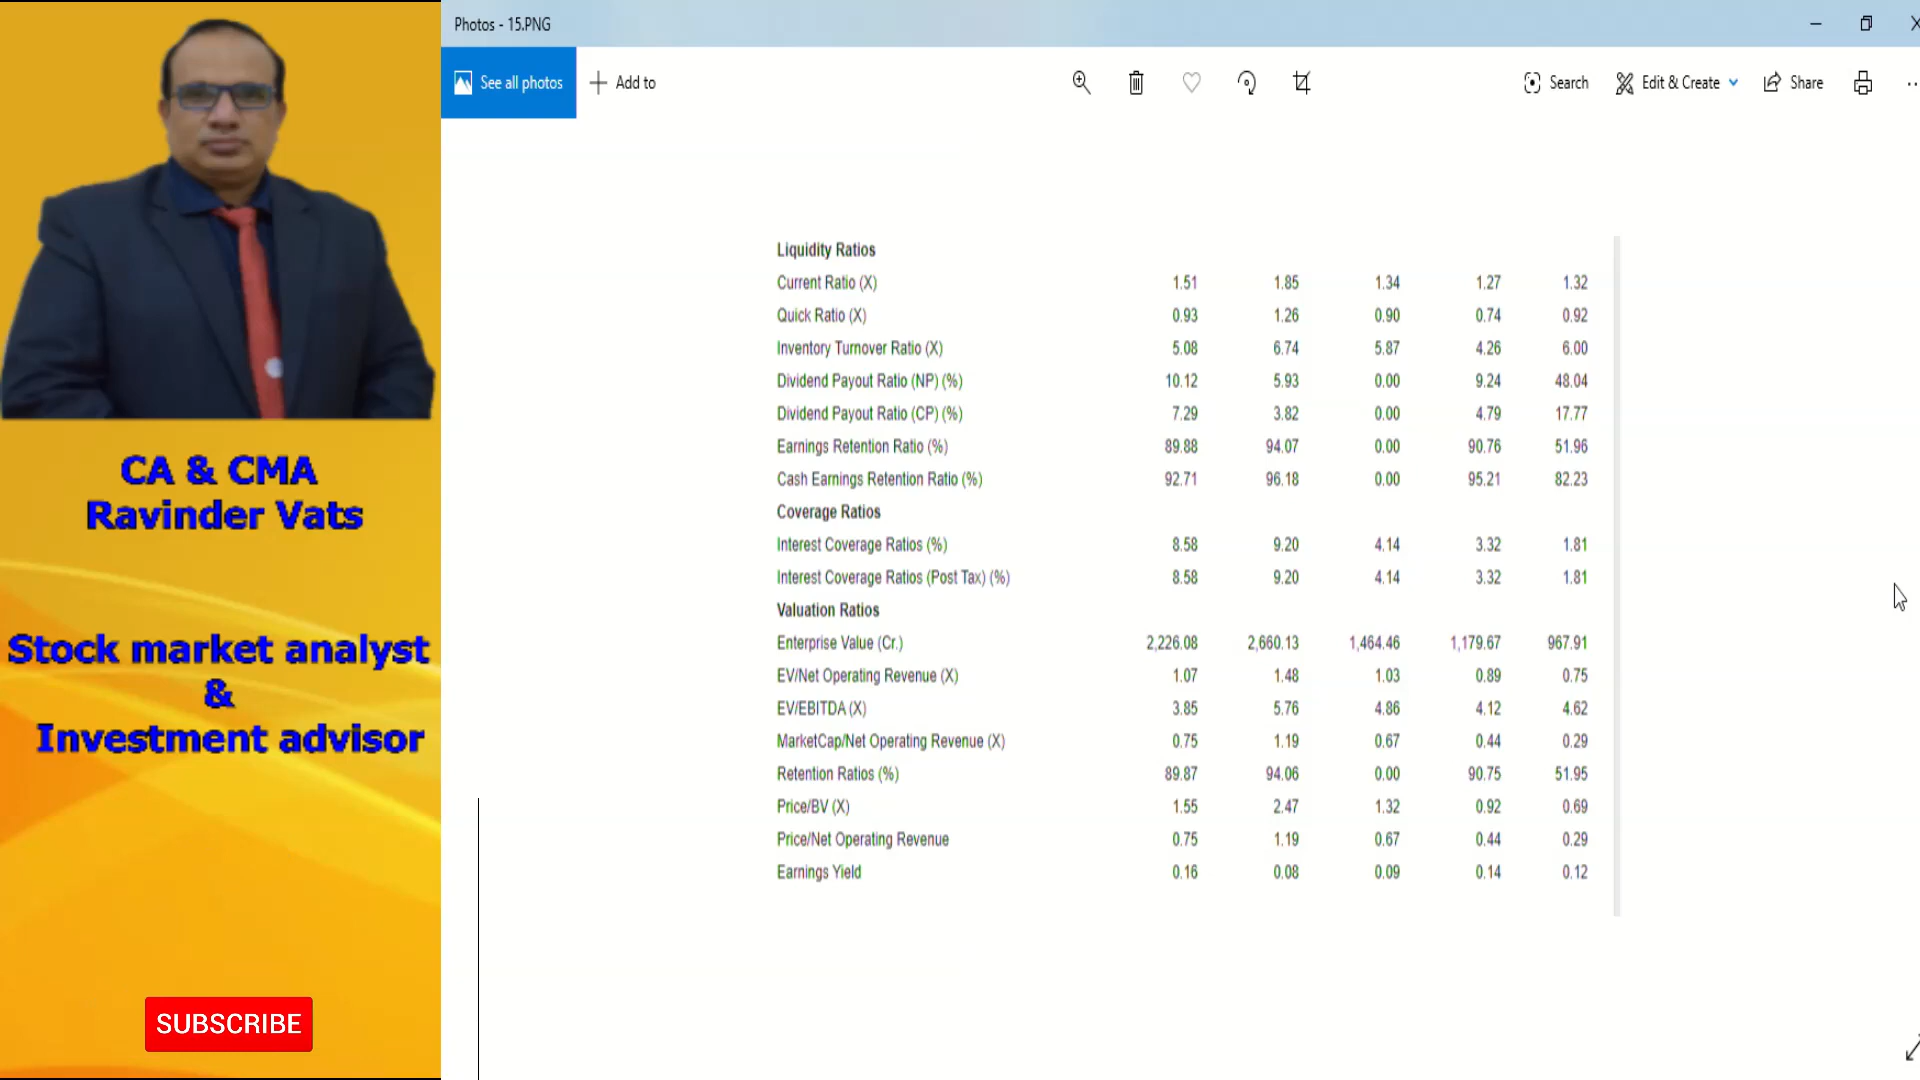 CA & CMA
Ravinder Vats
Stock market analyst
&
Investment advisor
SUBSCRIBE
Photos - 15.PNG
See all photos
Add to
Search
Edit & Create
Share
Liquidity Ratios
Current Ratio (X) 1.51 1.85 1.34 1.27 1.32
Quick Ratio (X) 0.93 1.26 0.90 0.74 0.92
Inventory Turnover Ratio (X) 5.08 6.74 5.87 4.26 6.00
Dividend Payout Ratio (NP) (%) 10.12 5.93 0.00 9.24 48.04
Dividend Payout Ratio (CP) (%) 7.29 3.82 0.00 4.79 17.77
Earnings Retention Ratio (%) 89.88 94.07 0.00 90.76 51.96
Cash Earnings Retention Ratio (%) 92.71 96.18 0.00 95.21 82.23
Coverage Ratios
Interest Coverage Ratios (%) 8.58 9.20 4.14 3.32 1.81
Interest Coverage Ratios (Post Tax) (%) 8.58 9.20 4.14 3.32 1.81
Valuation Ratios
Enterprise Value (Cr.) 2,226.08 2,660.13 1,464.46 1,179.67 967.91
EV/Net Operating Revenue (X) 1.07 1.48 1.03 0.89 0.75
EV/EBITDA (X) 3.85 5.76 4.86 4.12 4.62
MarketCap/Net Operating Revenue (X) 0.75 1.19 0.67 0.44 0.29
Retention Ratios (%) 89.87 94.06 0.00 90.75 51.95
Price/BV (X) 1.55 2.47 1.32 0.92 0.69
Price/Net Operating Revenue 0.75 1.19 0.67 0.44 0.29
Earnings Yield 0.16 0.08 0.09 0.14 0.12